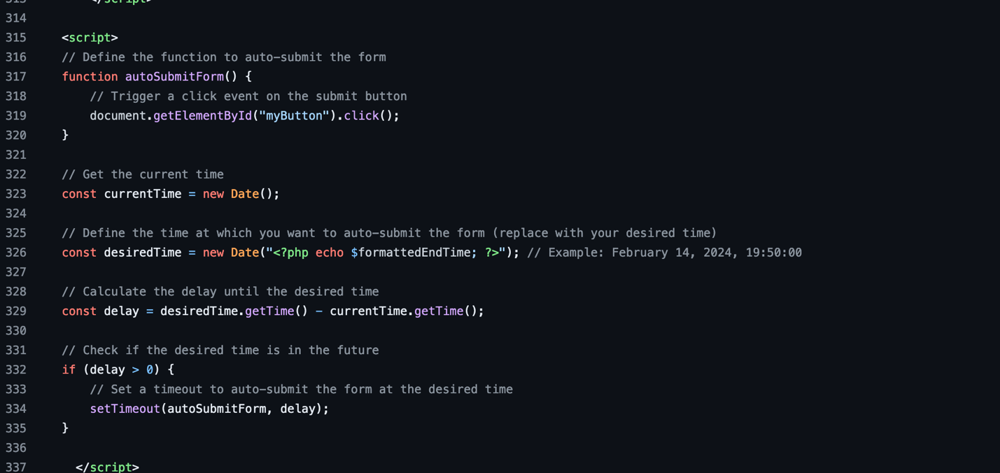 313        </script>
314
315    <script>
316    // Define the function to auto-submit the form
317    function autoSubmitForm() {
318        // Trigger a click event on the submit button
319        document.getElementById("myButton").click();
320    }
321
322    // Get the current time
323    const currentTime = new Date();
324
325    // Define the time at which you want to auto-submit the form (replace with your desired time)
326    const desiredTime = new Date("<?php echo $formattedEndTime; ?>"); // Example: February 14, 2024, 19:50:00
327
328    // Calculate the delay until the desired time
329    const delay = desiredTime.getTime() - currentTime.getTime();
330
331    // Check if the desired time is in the future
332    if (delay > 0) {
333        // Set a timeout to auto-submit the form at the desired time
334        setTimeout(autoSubmitForm, delay);
335    }
336
337      </script>